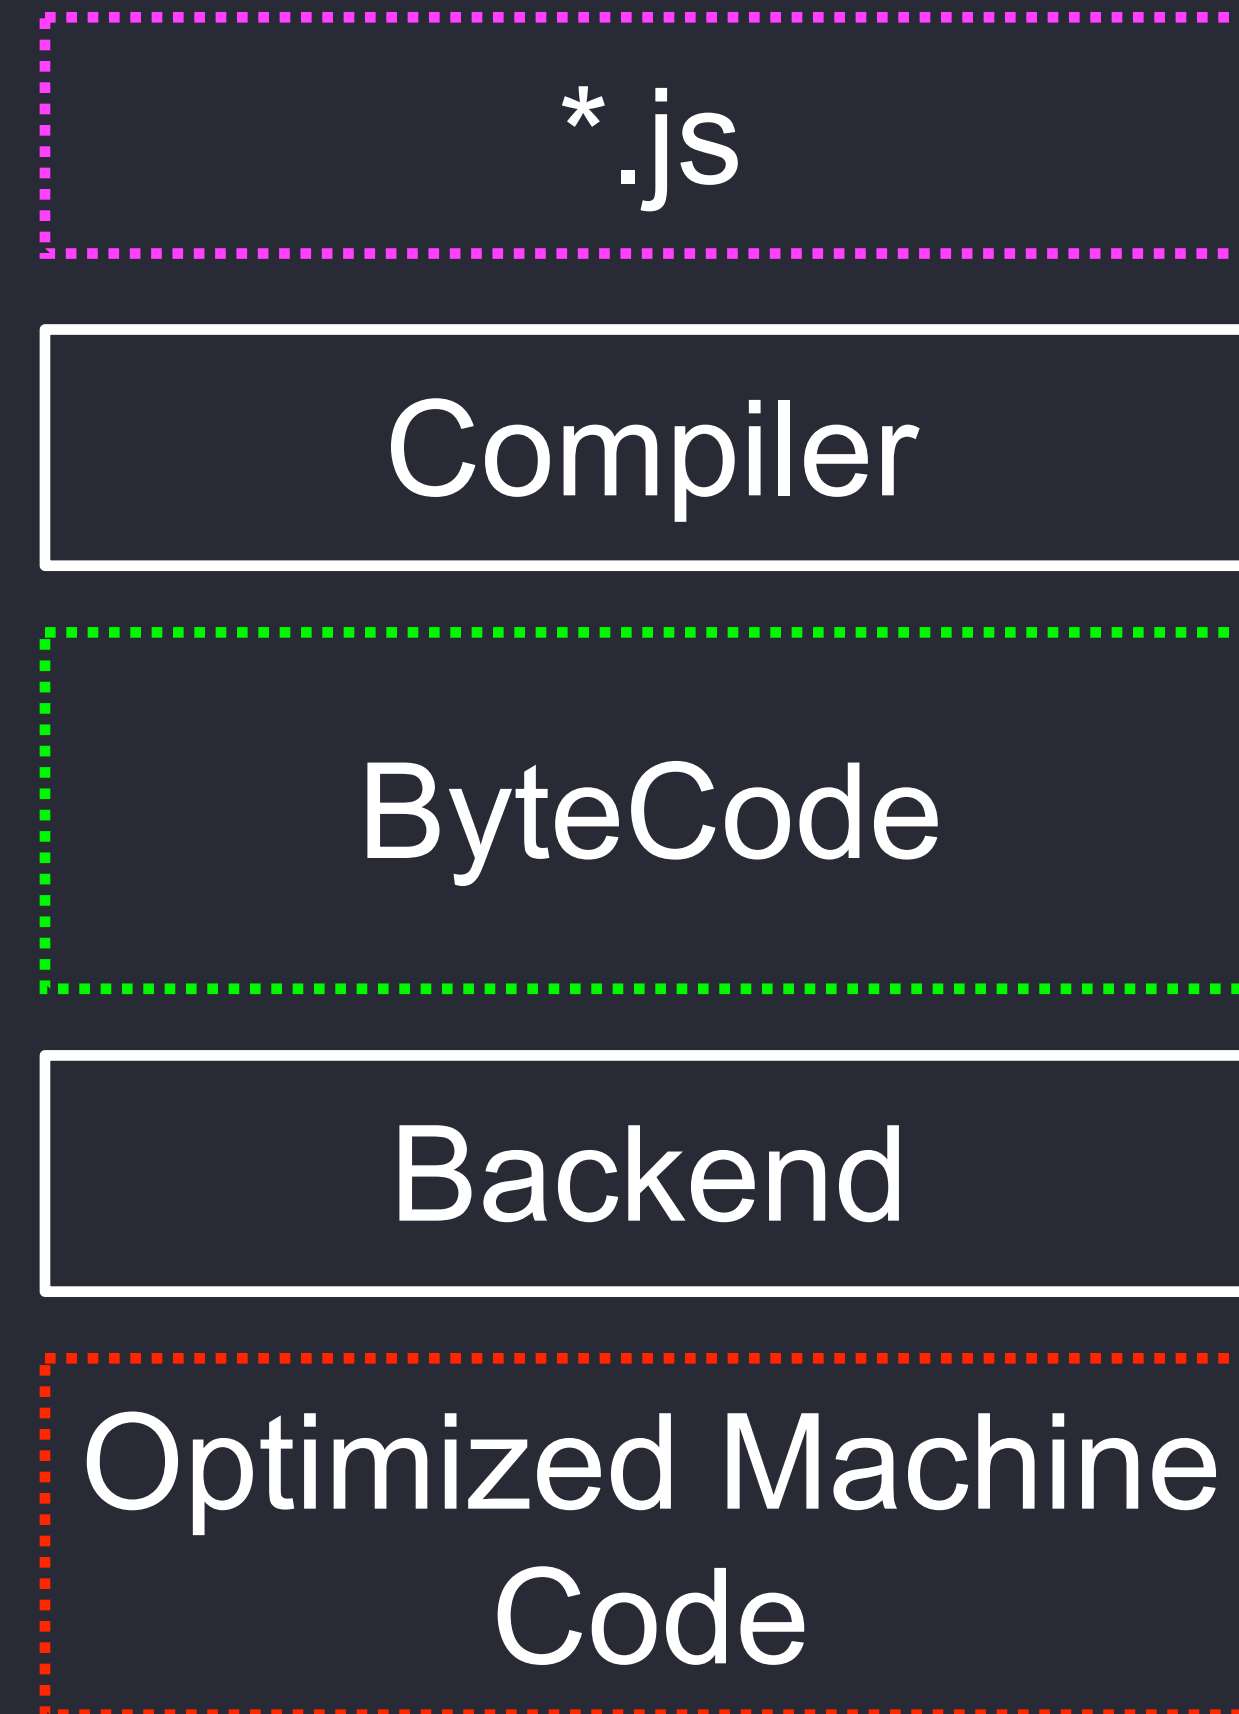 *.js
Compiler
ByteCode
Backend
Optimized Machine
Code